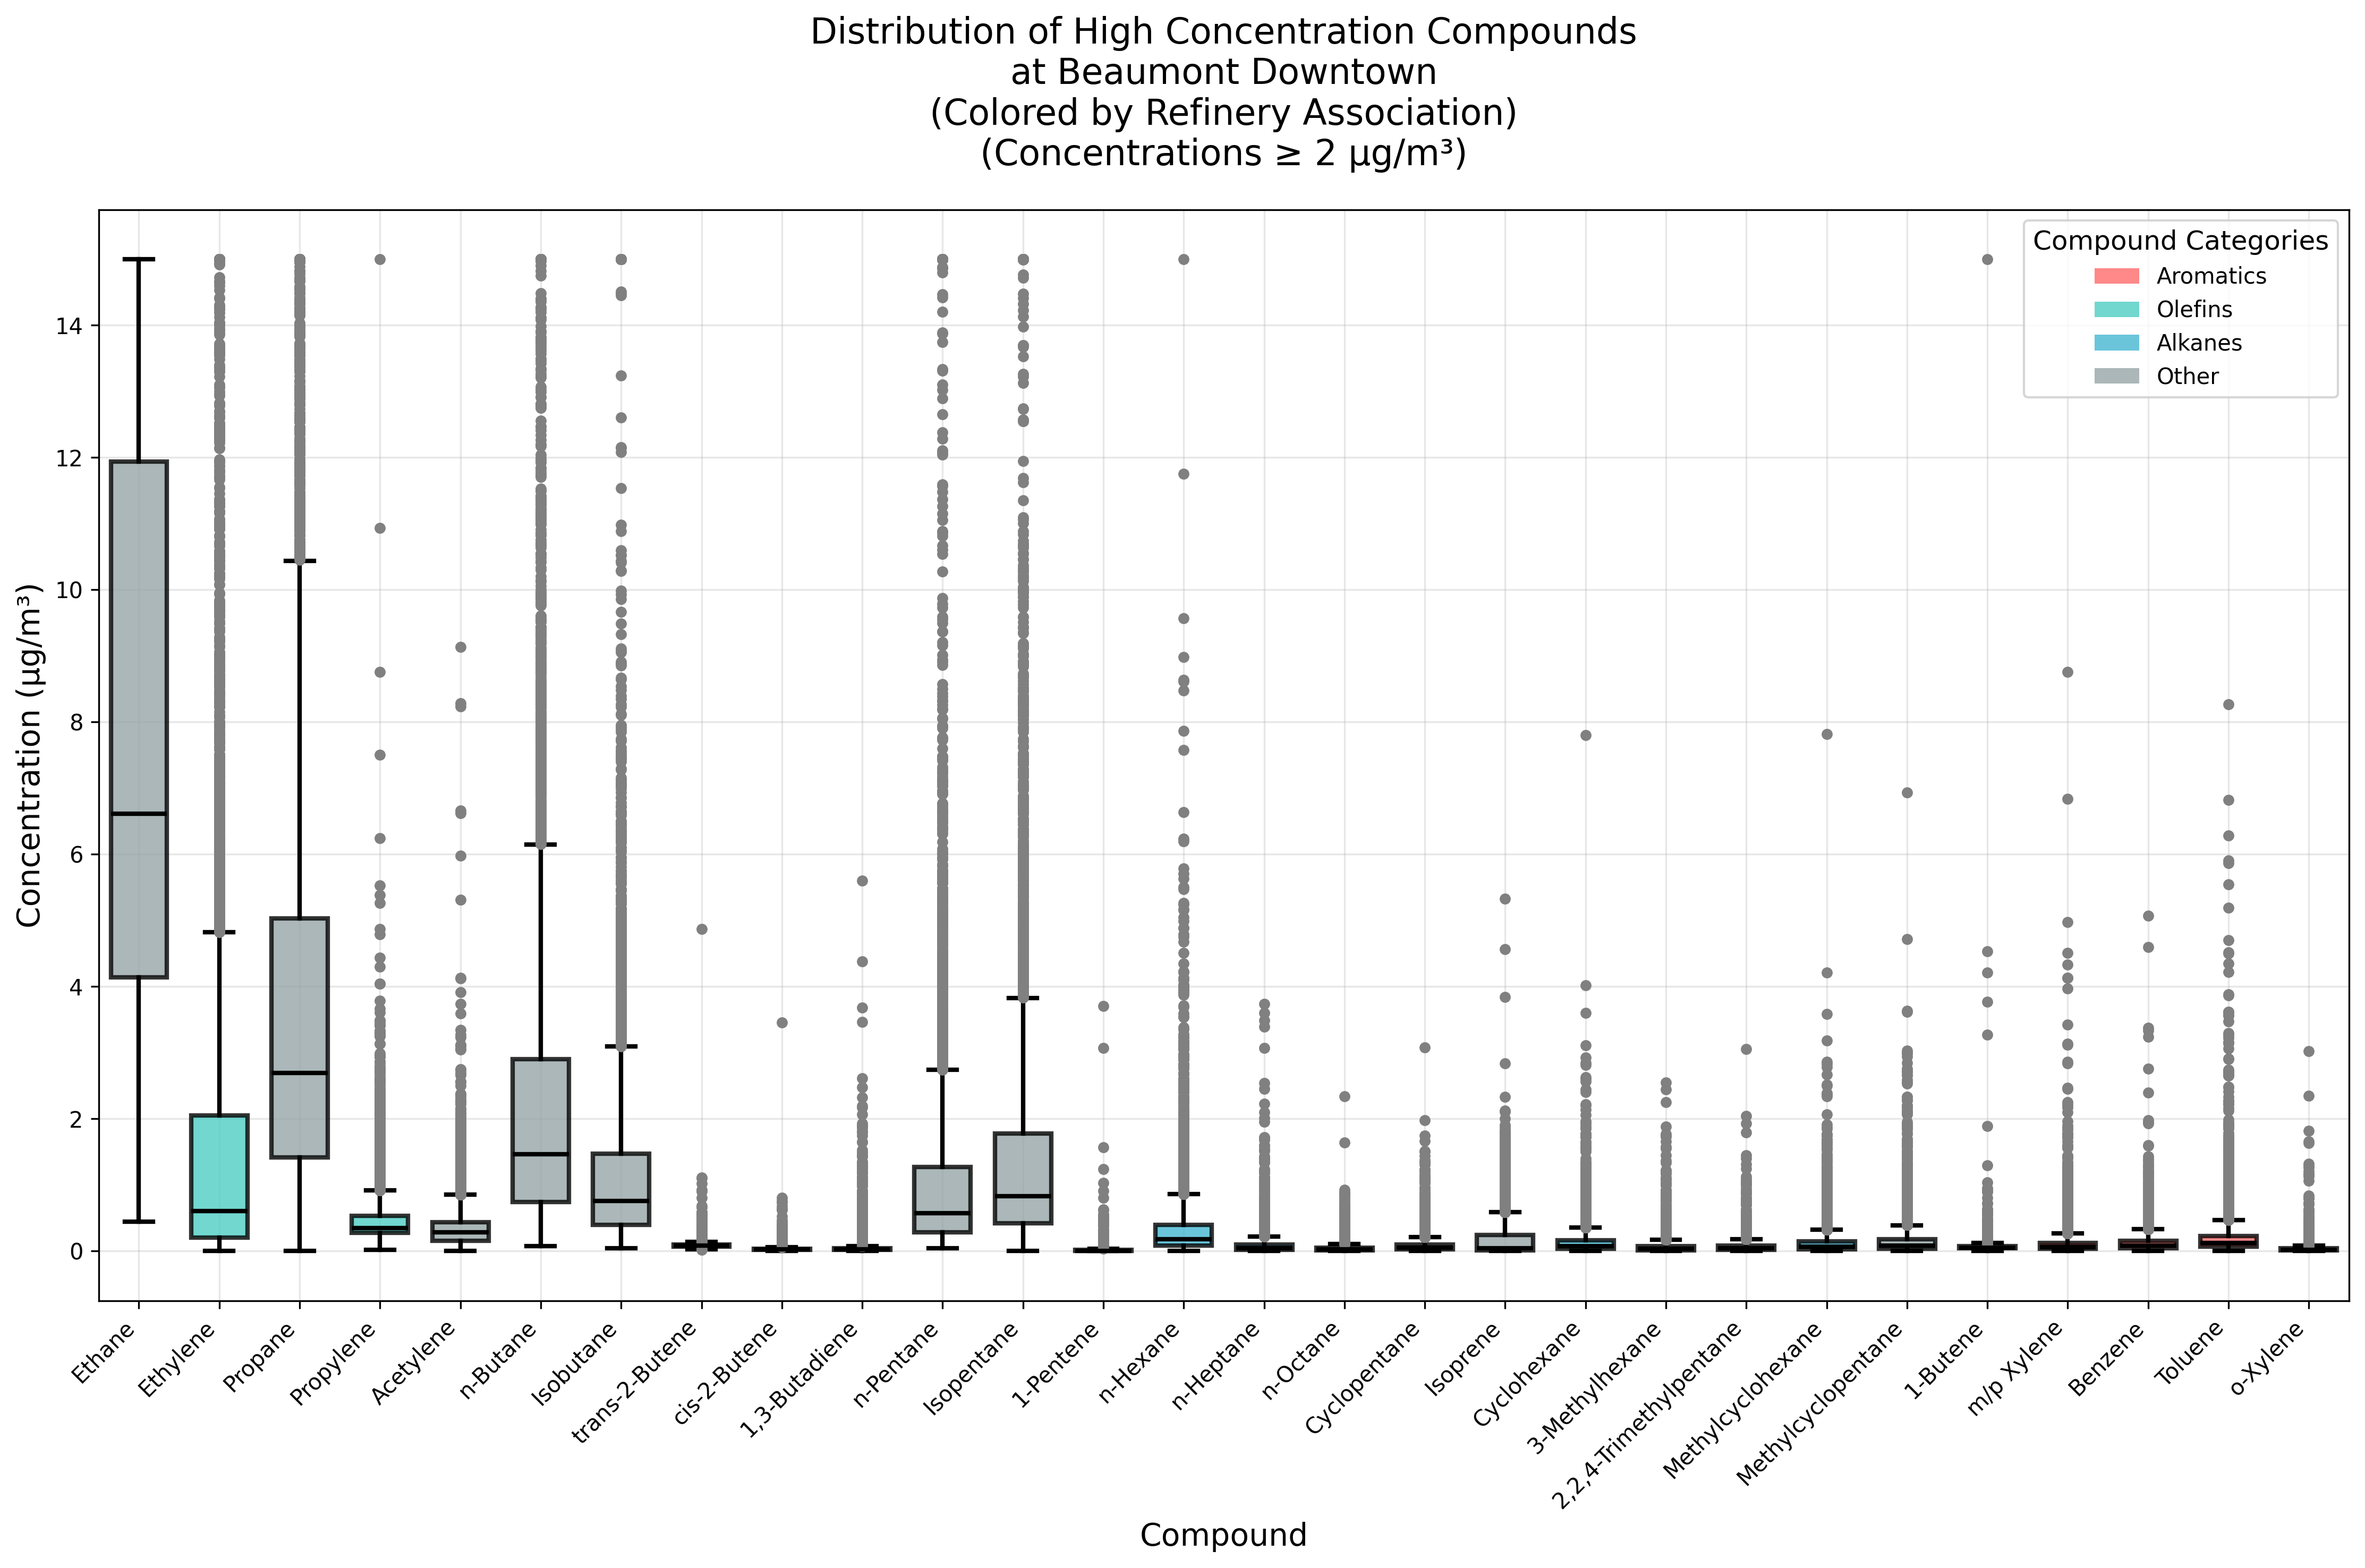 Distribution of High Concentration Compounds
at Beaumont Downtown
(Colored by Refinery Association)
(Concentrations ≥ 2 µg/m³)
Compound Categories
Aromatics
Olefins
Alkanes
Other
Concentration (µg/m³)
14
12
10
8
6
4
2
0
Ethane
Ethylene
Propane
Propylene
Acetylene
n-Butane
Isobutane
trans-2-Butene
cis-2-Butene
1,3-Butadiene
n-Pentane
Isopentane
1-Pentene
n-Hexane
n-Heptane
n-Octane
Cyclopentane
Isoprene
Cyclohexane
3-Methylhexane
2,2,4-Trimethylpentane
Methylcyclohexane
Methylcyclopentane
1-Butene
m/p Xylene
Benzene
Toluene
o-Xylene
Compound